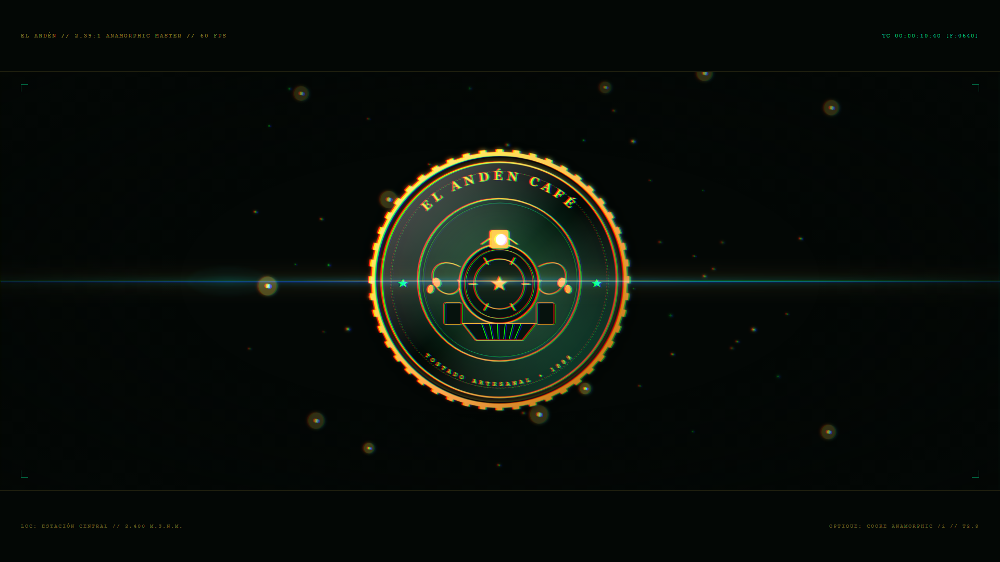 EL ANDÉN // 2.39:1 ANAMORPHIC MASTER // 60 FPS
TC 00:00:10:40 [F:0640]
EL ANDÉN CAFÉ
TOSTADO ARTESANAL • 1888
LOC: ESTACIÓN CENTRAL // 2,400 M.S.N.M.
OPTIQUE: COOKE ANAMORPHIC /i // T2.3